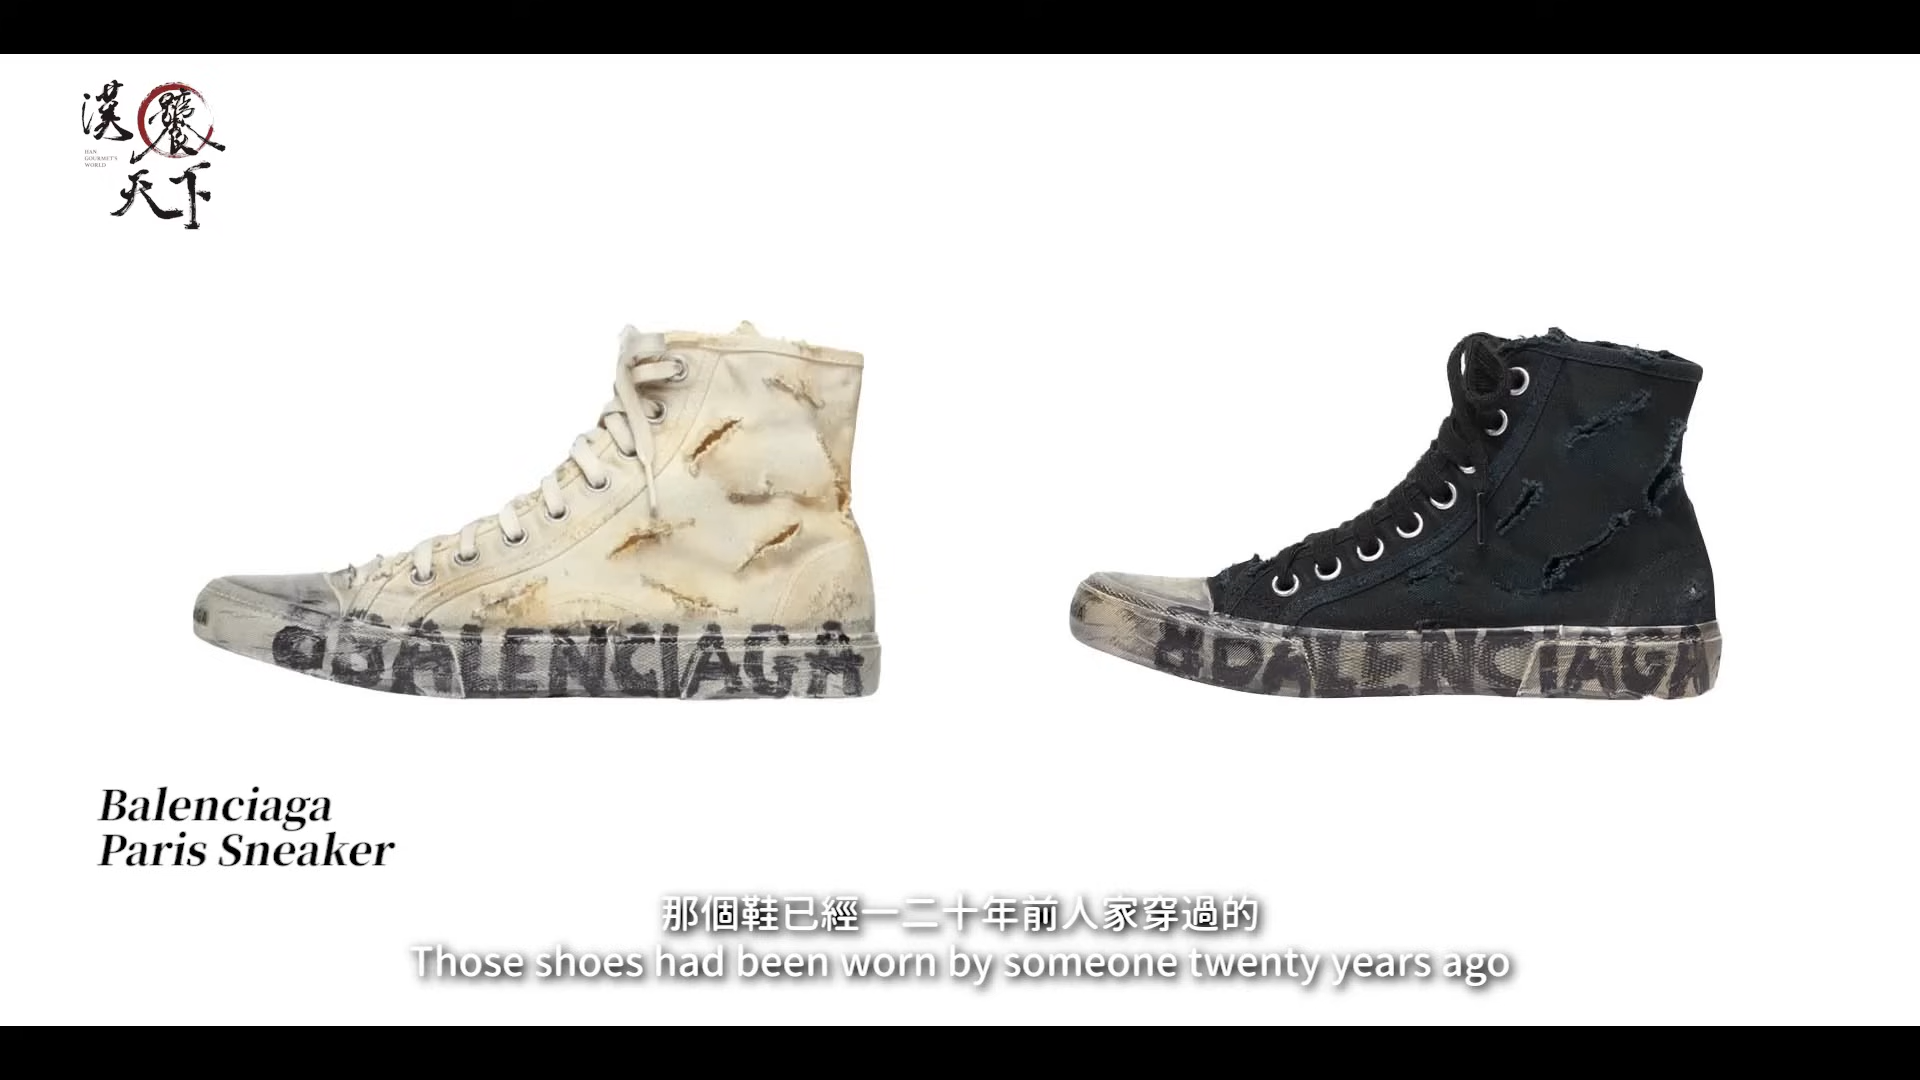 漢饗
HAN
GOURMET'S
WORLD
天下
BALENCIAGA
BALENCIAGA
Balenciaga
Paris Sneaker
那個鞋已經一二十年前人家穿過的
Those shoes had been worn by someone twenty years ago